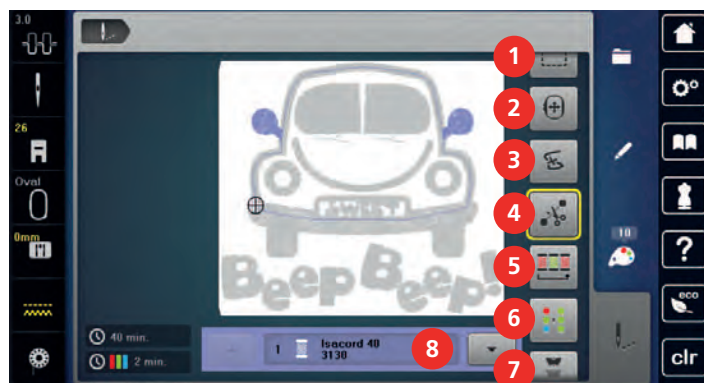 3.0
26
Oval
0mm
SWEET
Beep Beep!
40 min.
2 min.
1 Isacord 40
3130
10
?
eco
clr
1
2
3
4
5
6
7
8